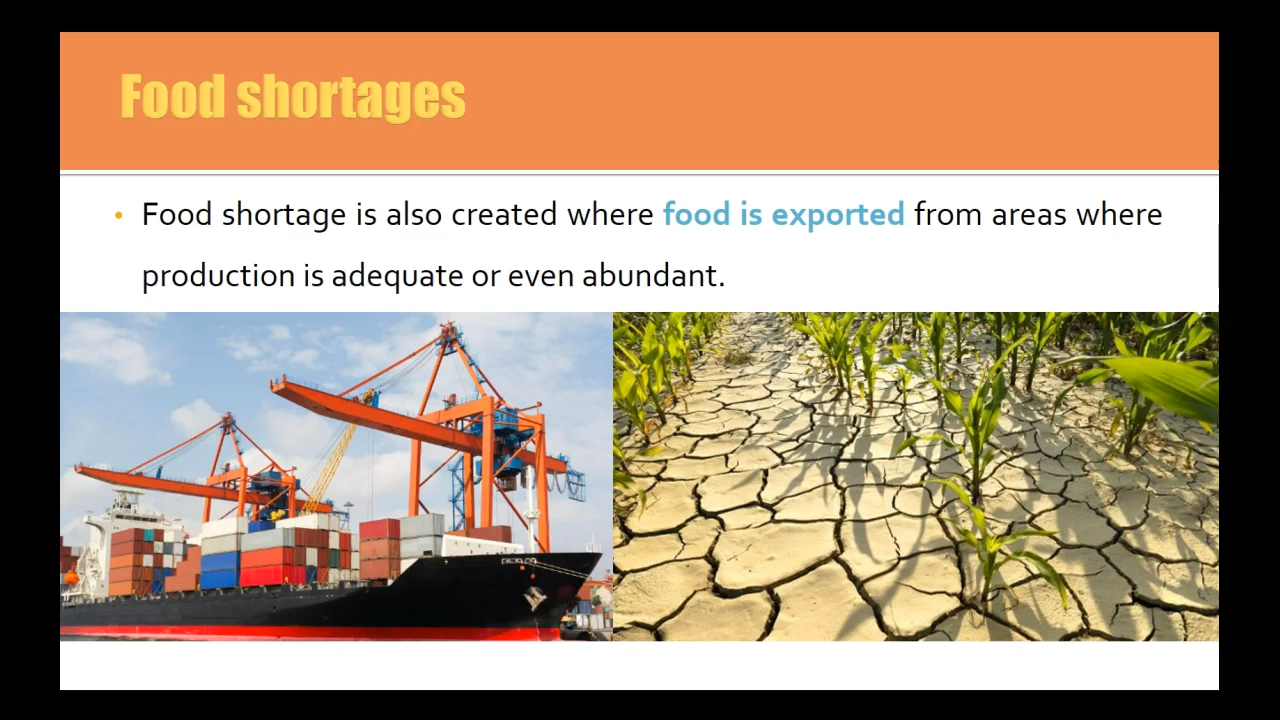 Food shortages
• Food shortage is also created where food is exported from areas where
production is adequate or even abundant.